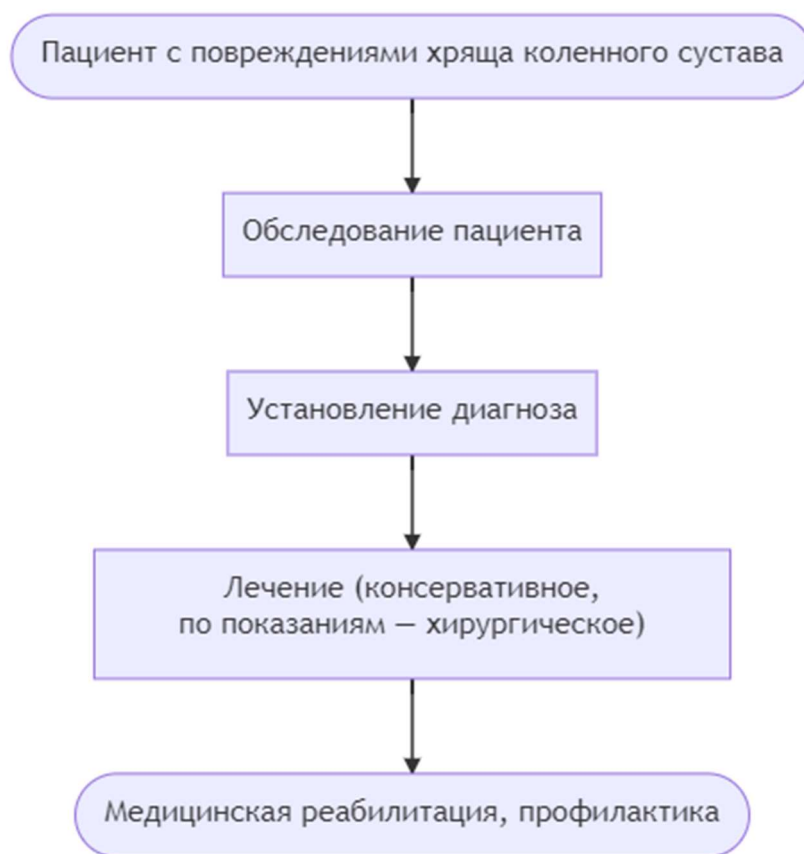 Пациент с повреждениями хряща коленного сустава
Обследование пациента
Установление диагноза
Лечение (консервативное,
по показаниям — хирургическое)
Медицинская реабилитация, профилактика